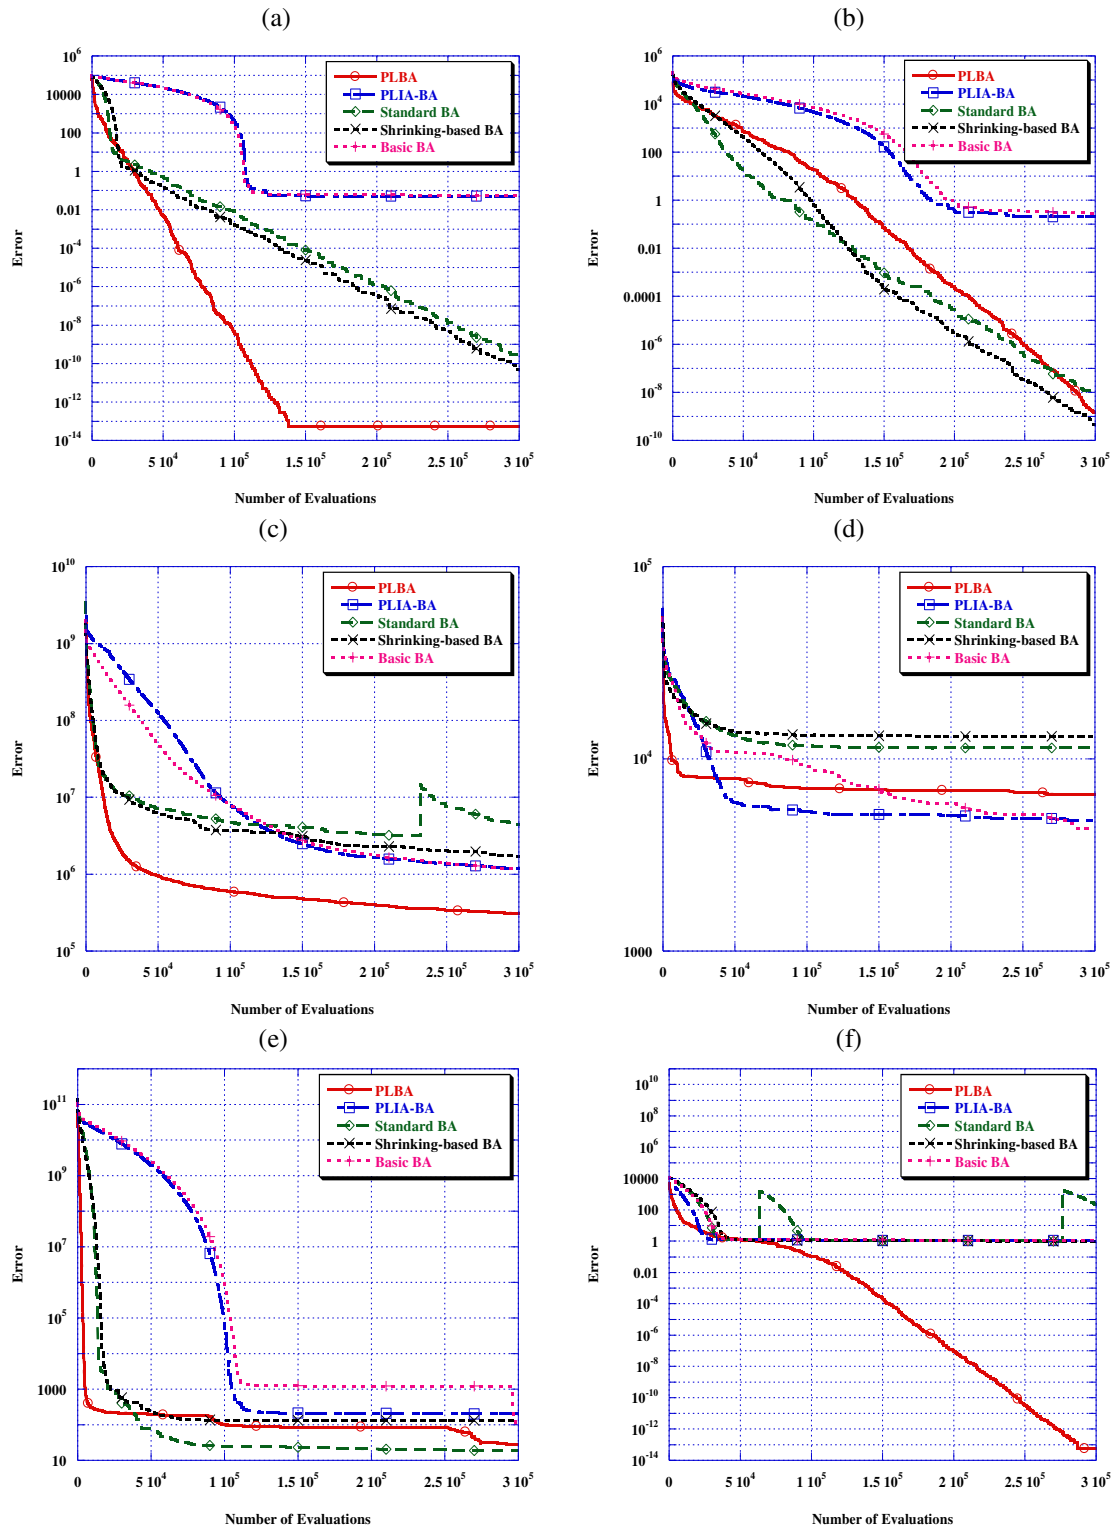 (a)
10^6
10000
100
1
0.01
10^-4
10^-6
10^-8
10^-10
10^-12
10^-14
Error
PLBA
PLIA-BA
Standard BA
Shrinking-based BA
Basic BA
0 5 10^4 1 10^5 1.5 10^5 2 10^5 2.5 10^5 3 10^5
Number of Evaluations
(b)
10^6
10^4
100
1
0.01
0.0001
10^-6
10^-8
10^-10
Error
PLBA
PLIA-BA
Standard BA
Shrinking-based BA
Basic BA
0 5 10^4 1 10^5 1.5 10^5 2 10^5 2.5 10^5 3 10^5
Number of Evaluations
(c)
10^10
10^9
10^8
10^7
10^6
10^5
Error
PLBA
PLIA-BA
Standard BA
Shrinking-based BA
Basic BA
0 5 10^4 1 10^5 1.5 10^5 2 10^5 2.5 10^5 3 10^5
Number of Evaluations
(d)
10^5
10^4
1000
Error
PLBA
PLIA-BA
Standard BA
Shrinking-based BA
Basic BA
0 5 10^4 1 10^5 1.5 10^5 2 10^5 2.5 10^5 3 10^5
Number of Evaluations
(e)
10^11
10^9
10^7
10^5
1000
10
Error
PLBA
PLIA-BA
Standard BA
Shrinking-based BA
Basic BA
0 5 10^4 1 10^5 1.5 10^5 2 10^5 2.5 10^5 3 10^5
Number of Evaluations
(f)
10^10
10^8
10^6
10000
100
1
0.01
10^-4
10^-6
10^-8
10^-10
10^-12
10^-14
Error
PLBA
PLIA-BA
Standard BA
Shrinking-based BA
Basic BA
0 5 10^4 1 10^5 1.5 10^5 2 10^5 2.5 10^5 3 10^5
Number of Evaluations